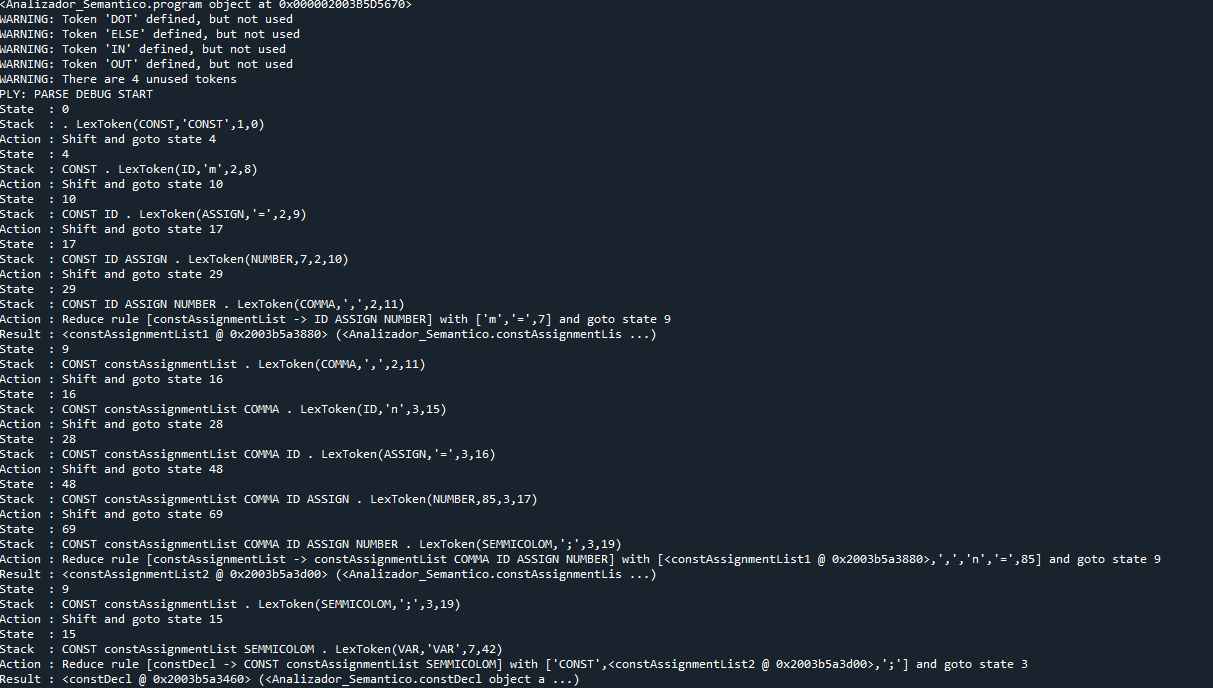 <Analizador_Semantico.program object at 0x000002003B5D5670>
WARNING: Token 'DOT' defined, but not used
WARNING: Token 'ELSE' defined, but not used
WARNING: Token 'IN' defined, but not used
WARNING: Token 'OUT' defined, but not used
WARNING: There are 4 unused tokens
PLY: PARSE DEBUG START
State  : 0
Stack  : . LexToken(CONST,'CONST',1,0)
Action : Shift and goto state 4
State  : 4
Stack  : CONST . LexToken(ID,'m',2,8)
Action : Shift and goto state 10
State  : 10
Stack  : CONST ID . LexToken(ASSIGN,'=',2,9)
Action : Shift and goto state 17
State  : 17
Stack  : CONST ID ASSIGN . LexToken(NUMBER,7,2,10)
Action : Shift and goto state 29
State  : 29
Stack  : CONST ID ASSIGN NUMBER . LexToken(COMMA,',',2,11)
Action : Reduce rule [constAssignmentList -> ID ASSIGN NUMBER] with ['m','=',7] and goto state 9
Result : <constAssignmentList1 @ 0x2003b5a3880> (<Analizador_Semantico.constAssignmentLis ...)
State  : 9
Stack  : CONST constAssignmentList . LexToken(COMMA,',',2,11)
Action : Shift and goto state 16
State  : 16
Stack  : CONST constAssignmentList COMMA . LexToken(ID,'n',3,15)
Action : Shift and goto state 28
State  : 28
Stack  : CONST constAssignmentList COMMA ID . LexToken(ASSIGN,'=',3,16)
Action : Shift and goto state 48
State  : 48
Stack  : CONST constAssignmentList COMMA ID ASSIGN . LexToken(NUMBER,85,3,17)
Action : Shift and goto state 69
State  : 69
Stack  : CONST constAssignmentList COMMA ID ASSIGN NUMBER . LexToken(SEMMICOLOM,';',3,19)
Action : Reduce rule [constAssignmentList -> constAssignmentList COMMA ID ASSIGN NUMBER] with [<constAssignmentList1 @ 0x2003b5a3880>,',','n','=',85] and goto state 9
Result : <constAssignmentList2 @ 0x2003b5a3d00> (<Analizador_Semantico.constAssignmentLis ...)
State  : 9
Stack  : CONST constAssignmentList . LexToken(SEMMICOLOM,';',3,19)
Action : Shift and goto state 15
State  : 15
Stack  : CONST constAssignmentList SEMMICOLOM . LexToken(VAR,'VAR',7,42)
Action : Reduce rule [constDecl -> CONST constAssignmentList SEMMICOLOM] with ['CONST',<constAssignmentList2 @ 0x2003b5a3d00>,';'] and goto state 3
Result : <constDecl @ 0x2003b5a3460> (<Analizador_Semantico.constDecl object a ...)